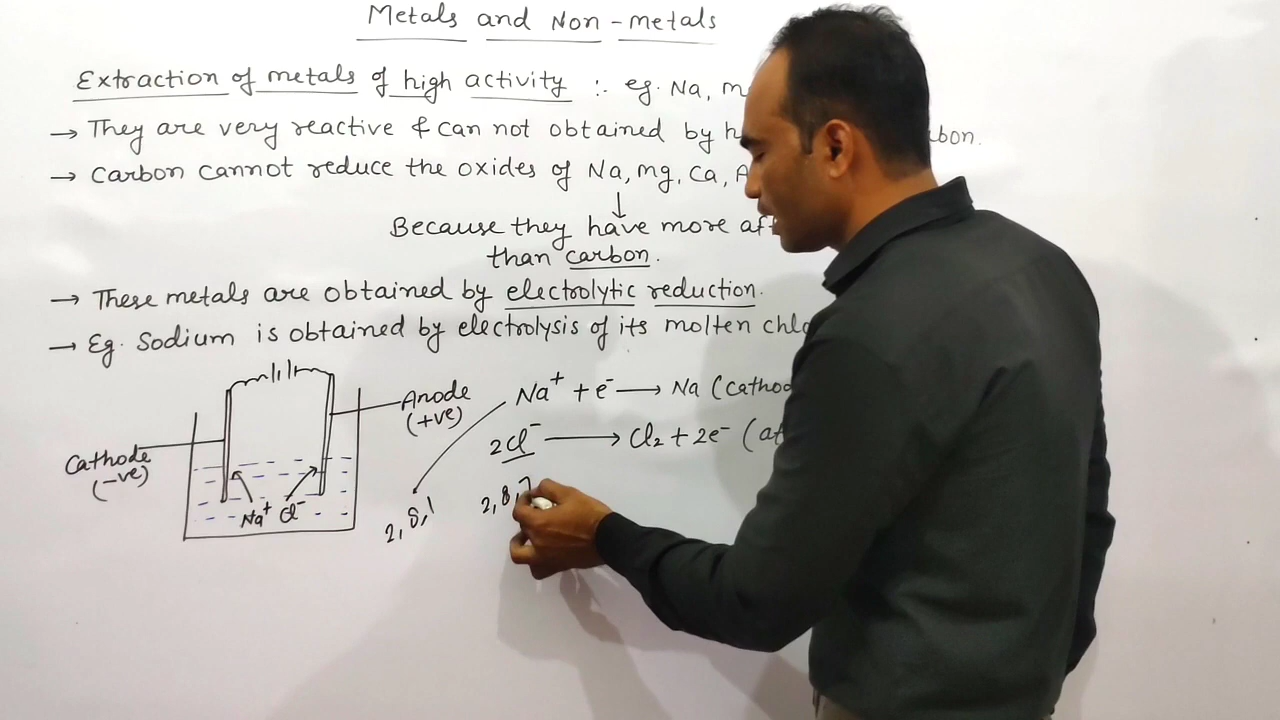 Metals and Non-metals
Extraction of metals of high activity :- eg. Na,
→ They are very reactive & can not obtained by
→ Carbon cannot reduce the oxides of Na, mg, Ca,
↓
Because they have more
than carbon.
→ These metals are obtained by electrolytic reduction.
→ Eg. Sodium is obtained by electrolysis of its molten
Anode
(+ve)
Cathode
(-ve)
Na⁺ Cl⁻
Na⁺ + e⁻ → Na (
2Cl⁻ → Cl₂ + 2e⁻ (
2,8,1
2,8,7